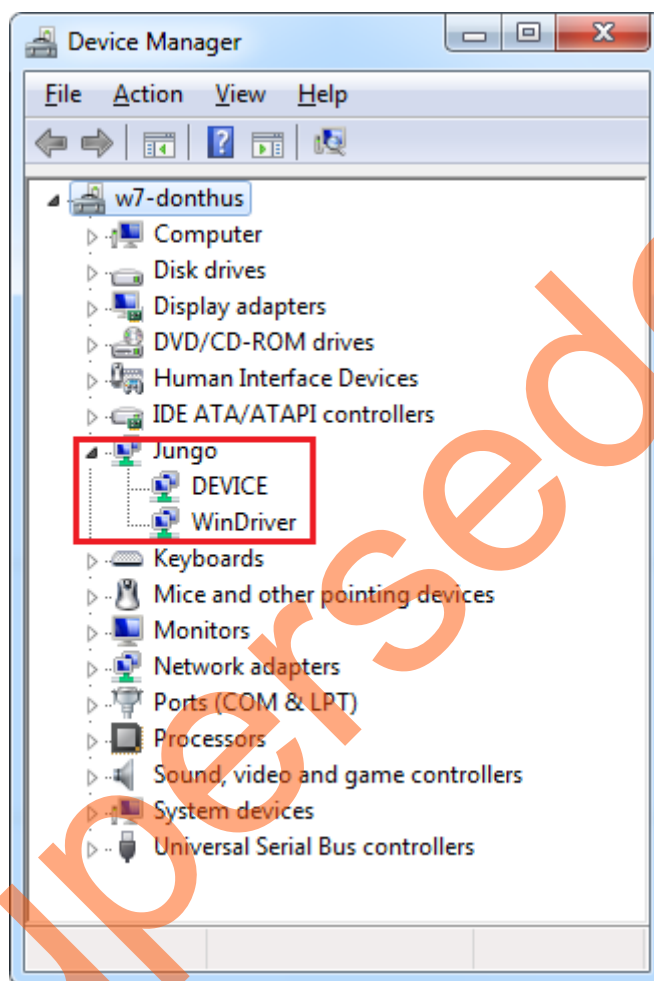 Device Manager
File Action View Help
w7-donthus
Computer
Disk drives
Display adapters
DVD/CD-ROM drives
Human Interface Devices
IDE ATA/ATAPI controllers
Jungo
DEVICE
WinDriver
Keyboards
Mice and other pointing devices
Monitors
Network adapters
Ports (COM & LPT)
Processors
Sound, video and game controllers
System devices
Universal Serial Bus controllers